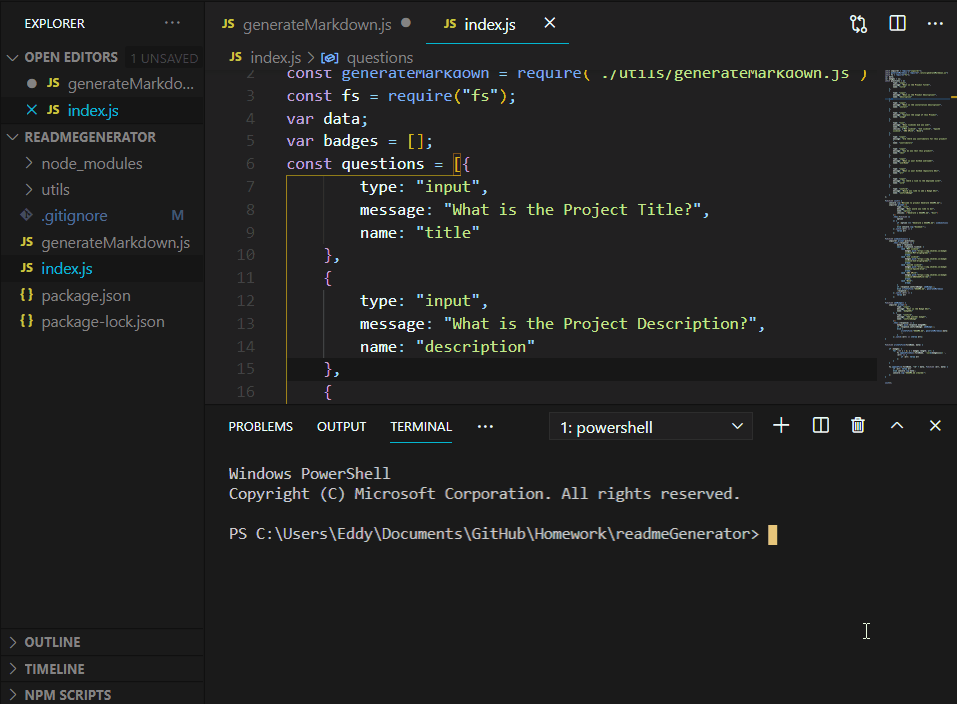 EXPLORER
OPEN EDITORS 1 UNSAVED
JS generateMarkdo...
JS index.js
READMEGENERATOR
node_modules
utils
.gitignore M
JS generateMarkdown.js
JS index.js
{} package.json
{} package-lock.json
OUTLINE
TIMELINE
NPM SCRIPTS
JS generateMarkdown.js
JS index.js
JS index.js > questions
2 const generateMarkdown = require( ./utils/generateMarkdown.js )
3 const fs = require("fs");
4 var data;
5 var badges = [];
6 const questions = [{
7 type: "input",
8 message: "What is the Project Title?",
9 name: "title"
10 },
11 {
12 type: "input",
13 message: "What is the Project Description?",
14 name: "description"
15 },
16 {
PROBLEMS OUTPUT TERMINAL ... 1: powershell
Windows PowerShell
Copyright (C) Microsoft Corporation. All rights reserved.
PS C:\Users\Eddy\Documents\GitHub\Homework\readmeGenerator>